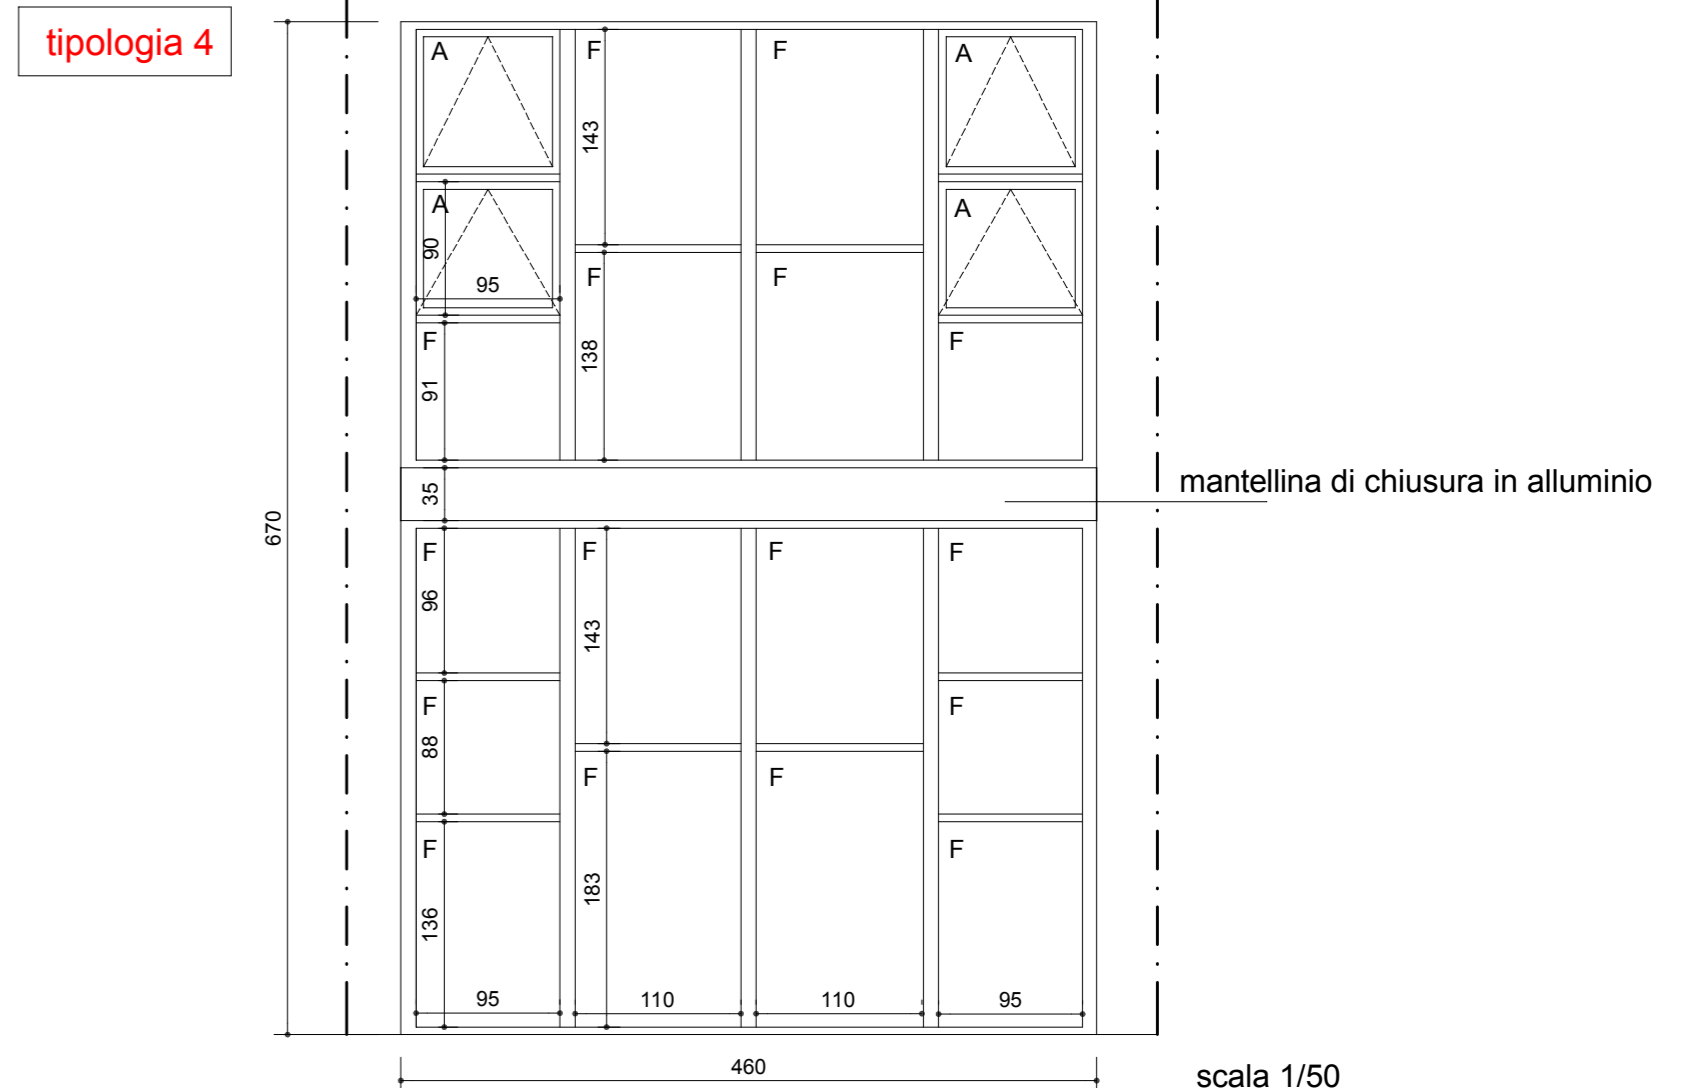 tipologia 4
A
F
F
A
143
A
A
90
95
F
F
F
138
F
91
35
mantellina di chiusura in alluminio
670
F
F
F
F
96
143
F
F
88
F
F
F
F
183
136
95
110
110
95
460
scala 1/50